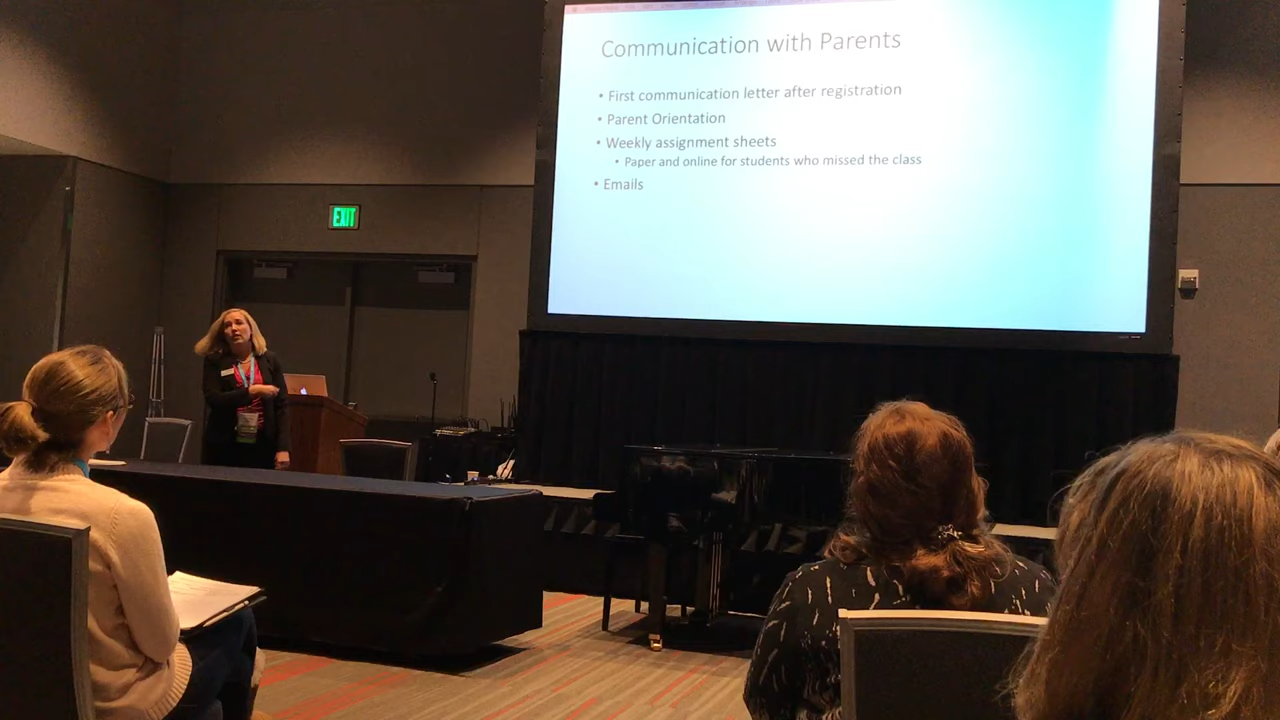 Communication with Parents
• First communication letter after registration
• Parent Orientation
• Weekly assignment sheets
• Paper and online for students who missed the class
• Emails
EXIT